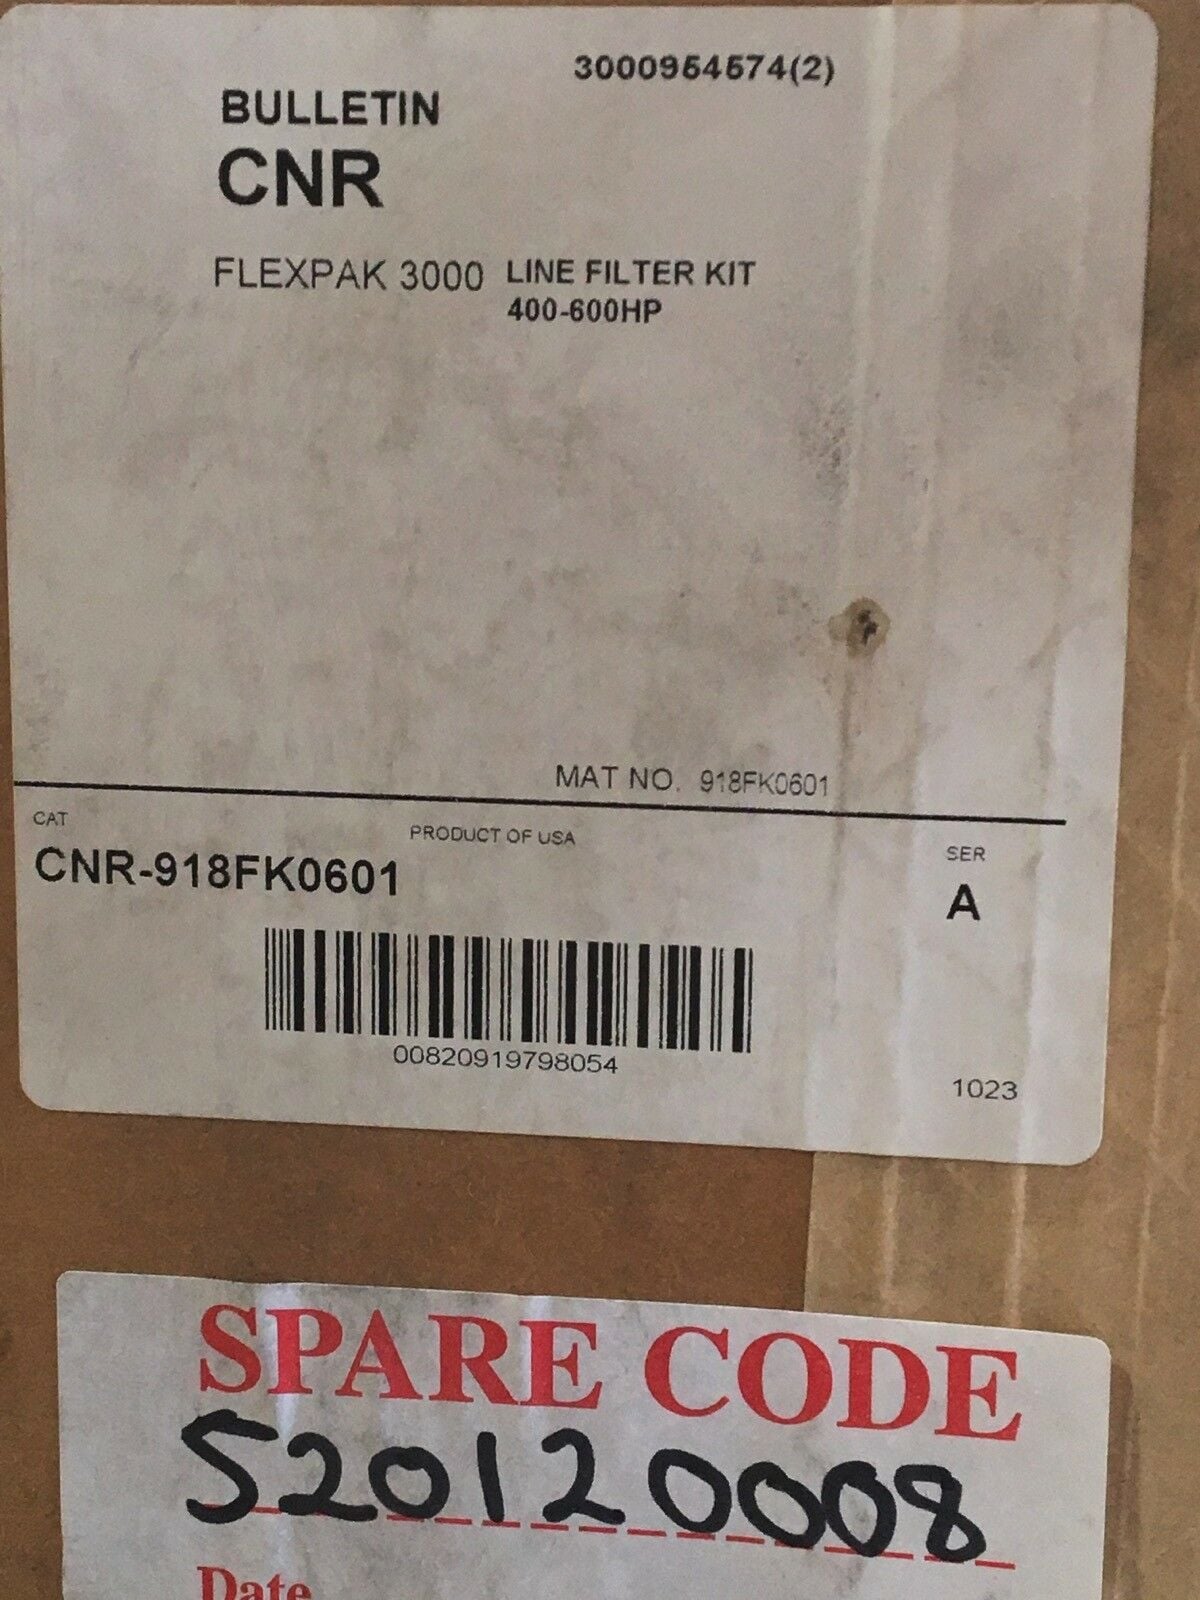 3000954574(2)
BULLETIN
CNR
FLEXPAK 3000 LINE FILTER KIT
400-600HP
MAT NO. 918FK0601
CAT
PRODUCT OF USA
SER
CNR-918FK0601
A
00820919798054
1023
SPARE CODE
520120008
Date